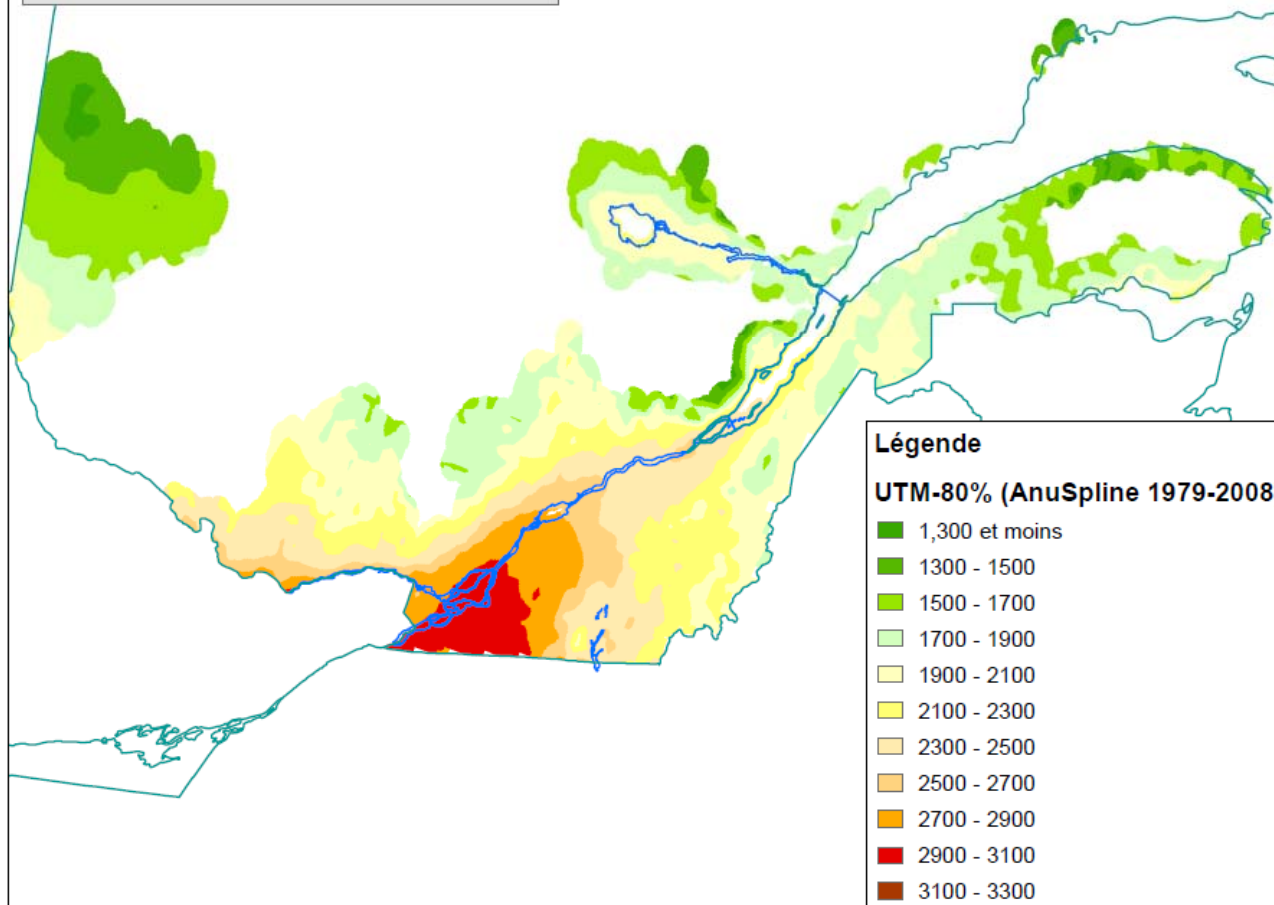 Légende
UTM-80% (AnuSpline 1979-2008
1,300 et moins
1300 - 1500
1500 - 1700
1700 - 1900
1900 - 2100
2100 - 2300
2300 - 2500
2500 - 2700
2700 - 2900
2900 - 3100
3100 - 3300